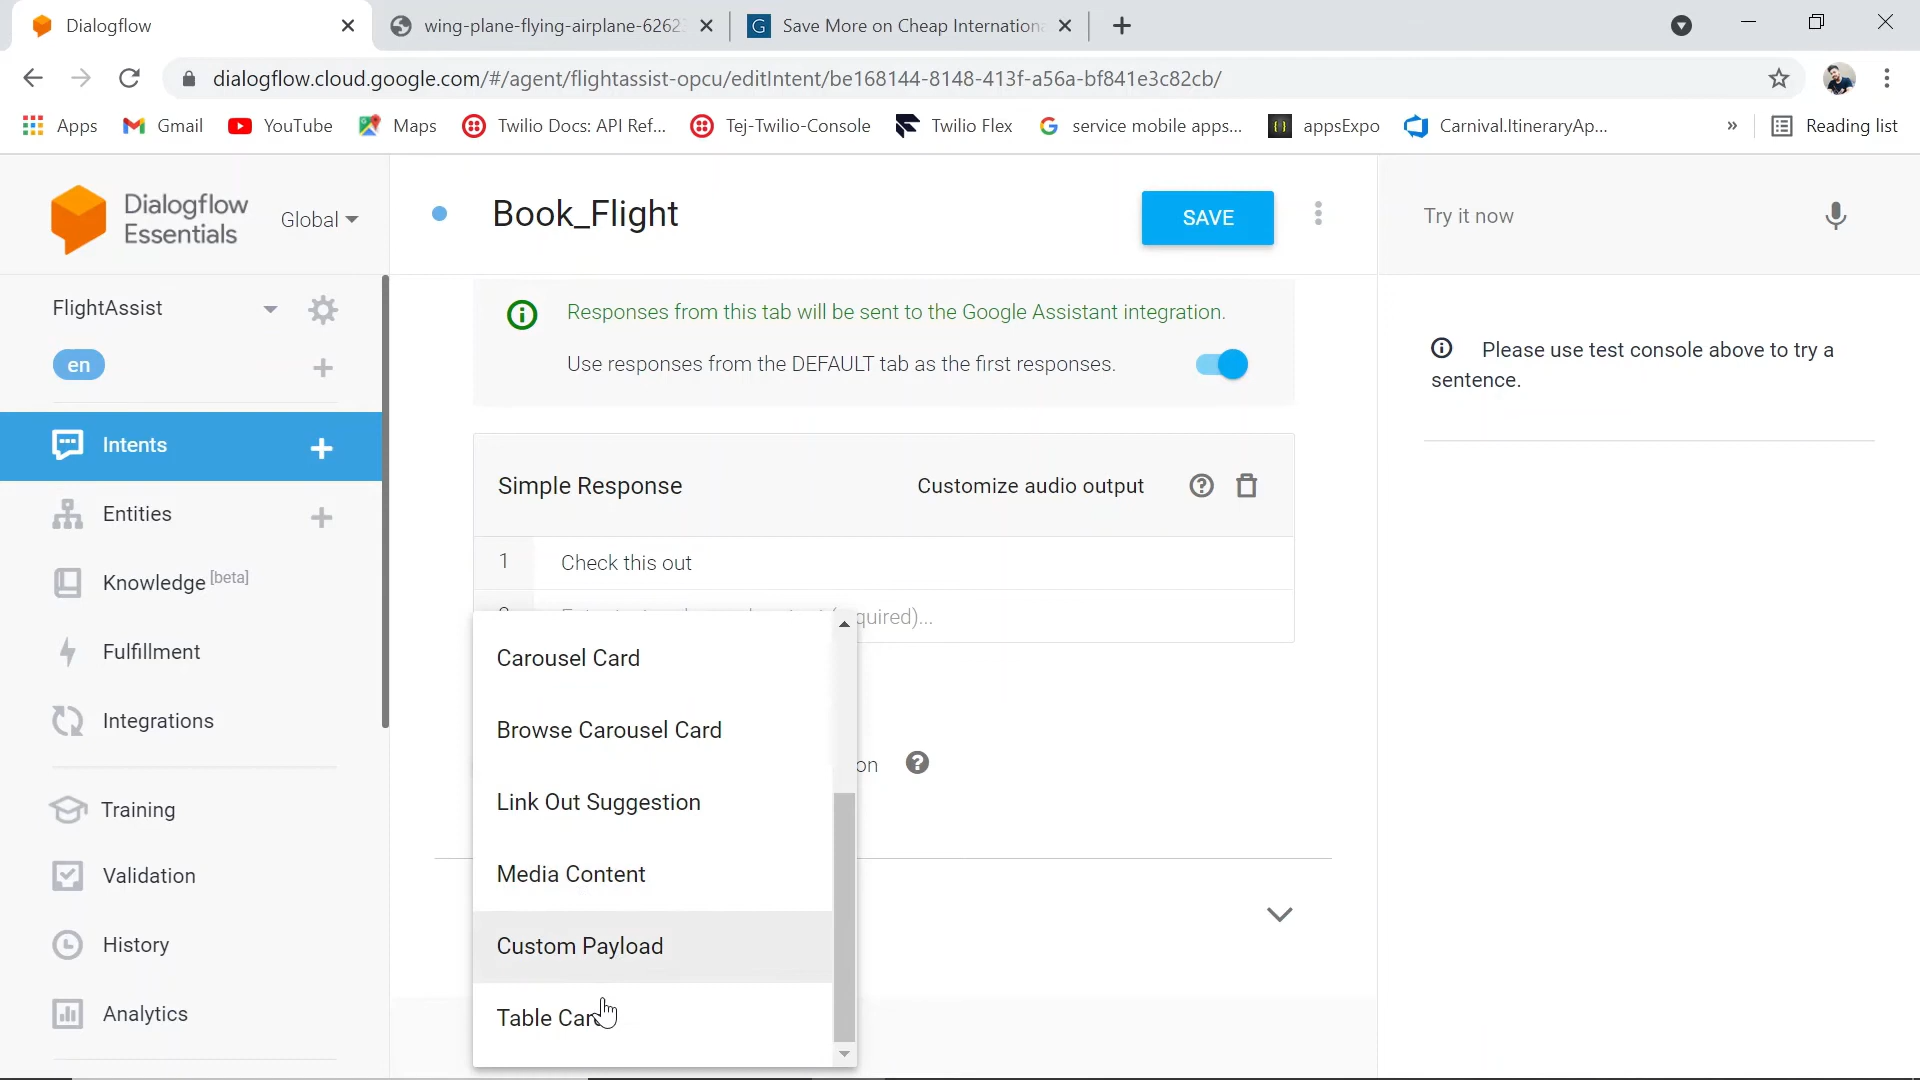 Dialogflow
wing-plane-flying-airplane-6262
G Save More on Cheap Internationa
dialogflow.cloud.google.com/#/agent/flightassist-opcu/editIntent/be168144-8148-413f-a56a-bf841e3c82cb/
Apps Gmail YouTube Maps Twilio Docs: API Ref... Tej-Twilio-Console Twilio Flex service mobile apps... appsExpo Carnival.ItineraryAp... » Reading list
Dialogflow
Essentials
Global
Book_Flight
SAVE
Try it now
FlightAssist
en
Intents
Entities
Knowledge [beta]
Fulfillment
Integrations
Training
Validation
History
Analytics
Responses from this tab will be sent to the Google Assistant integration.
Use responses from the DEFAULT tab as the first responses.
Simple Response Customize audio output
1 Check this out
quired)...
Carousel Card
Browse Carousel Card
on
Link Out Suggestion
Media Content
Custom Payload
Table Card
Please use test console above to try a
sentence.